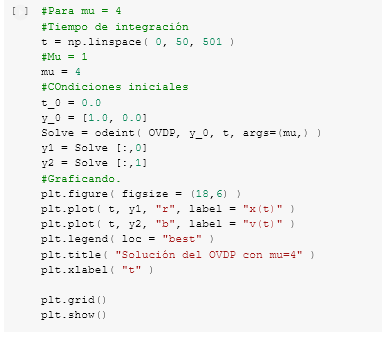 [ ] #Para mu = 4
#Tiempo de integración
t = np.linspace( 0, 50, 501 )
#Mu = 1
mu = 4
#COndiciones iniciales
t_0 = 0.0
y_0 = [1.0, 0.0]
Solve = odeint( OVDP, y_0, t, args=(mu,) )
y1 = Solve [:,0]
y2 = Solve [:,1]
#Graficando.
plt.figure( figsize = (18,6) )
plt.plot( t, y1, "r", label = "x(t)" )
plt.plot( t, y2, "b", label = "v(t)" )
plt.legend( loc = "best" )
plt.title( "Solución del OVDP con mu=4" )
plt.xlabel( "t" )
plt.grid()
plt.show()